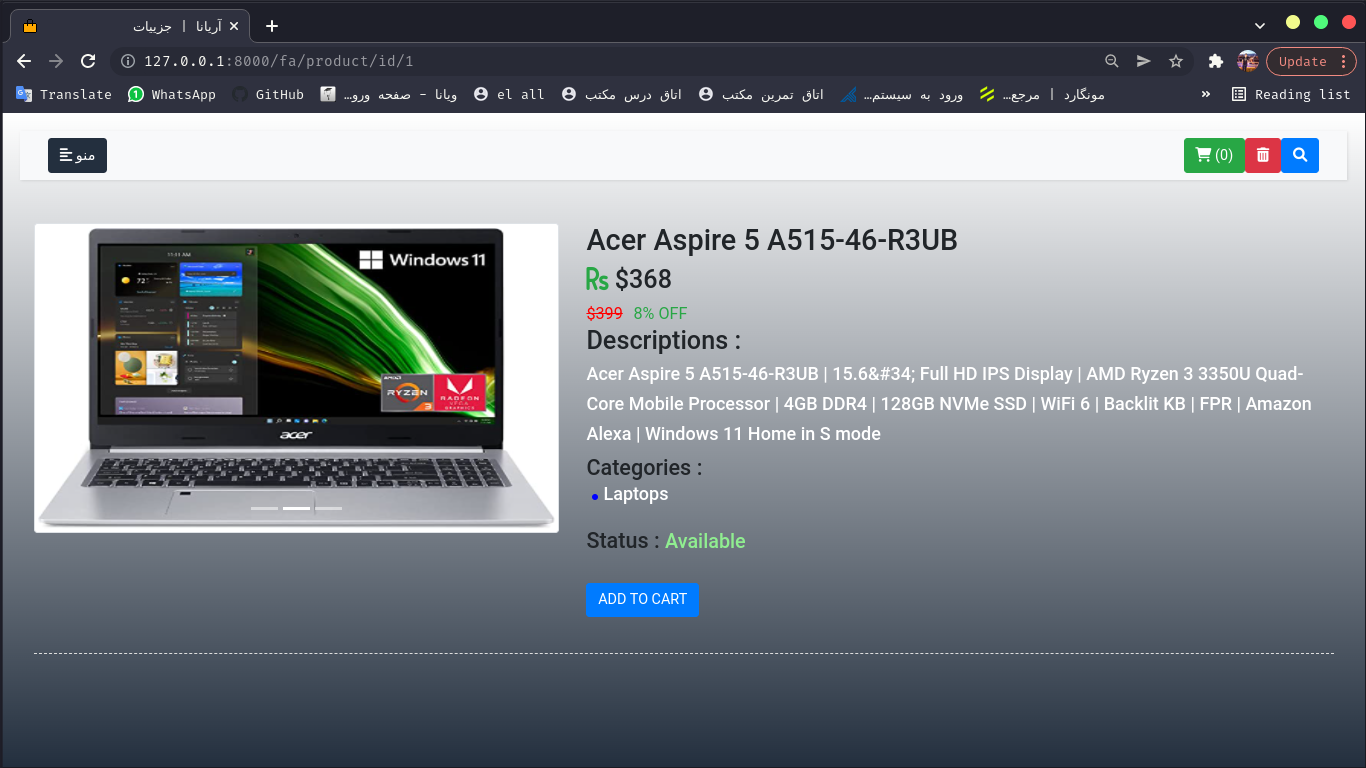 آریانا | جزییات
127.0.0.1:8000/fa/product/id/1
Update
Translate
WhatsApp
GitHub
ویانا – صفحه ورو...
el all
اتاق درس مکتب
اتاق تمرین مکتب
ورود به سیستم...
مونگارد | مرجع...
»
Reading list
منو
(0)
Windows 11
11:11 AM
AMD
RYZEN
3
RADEON
VEGA
GRAPHICS
acer
Acer Aspire 5 A515-46-R3UB
₨ $368
$399 8% OFF
Descriptions :
Acer Aspire 5 A515-46-R3UB | 15.6&#34; Full HD IPS Display | AMD Ryzen 3 3350U Quad-
Core Mobile Processor | 4GB DDR4 | 128GB NVMe SSD | WiFi 6 | Backlit KB | FPR | Amazon
Alexa | Windows 11 Home in S mode
Categories :
Laptops
Status : Available
ADD TO CART